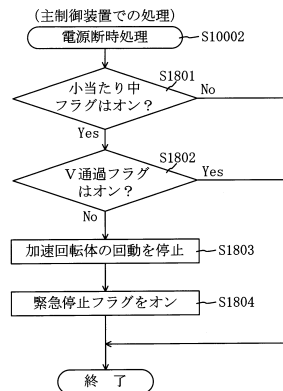 (主制御装置での処理)
電源断時処理
S10002
小当たり中
フラグはオン?
S1801
No
Yes
V通過フラグ
はオン?
S1802
Yes
No
加速回転体の回動を停止
S1803
緊急停止フラグをオン
S1804
終 了